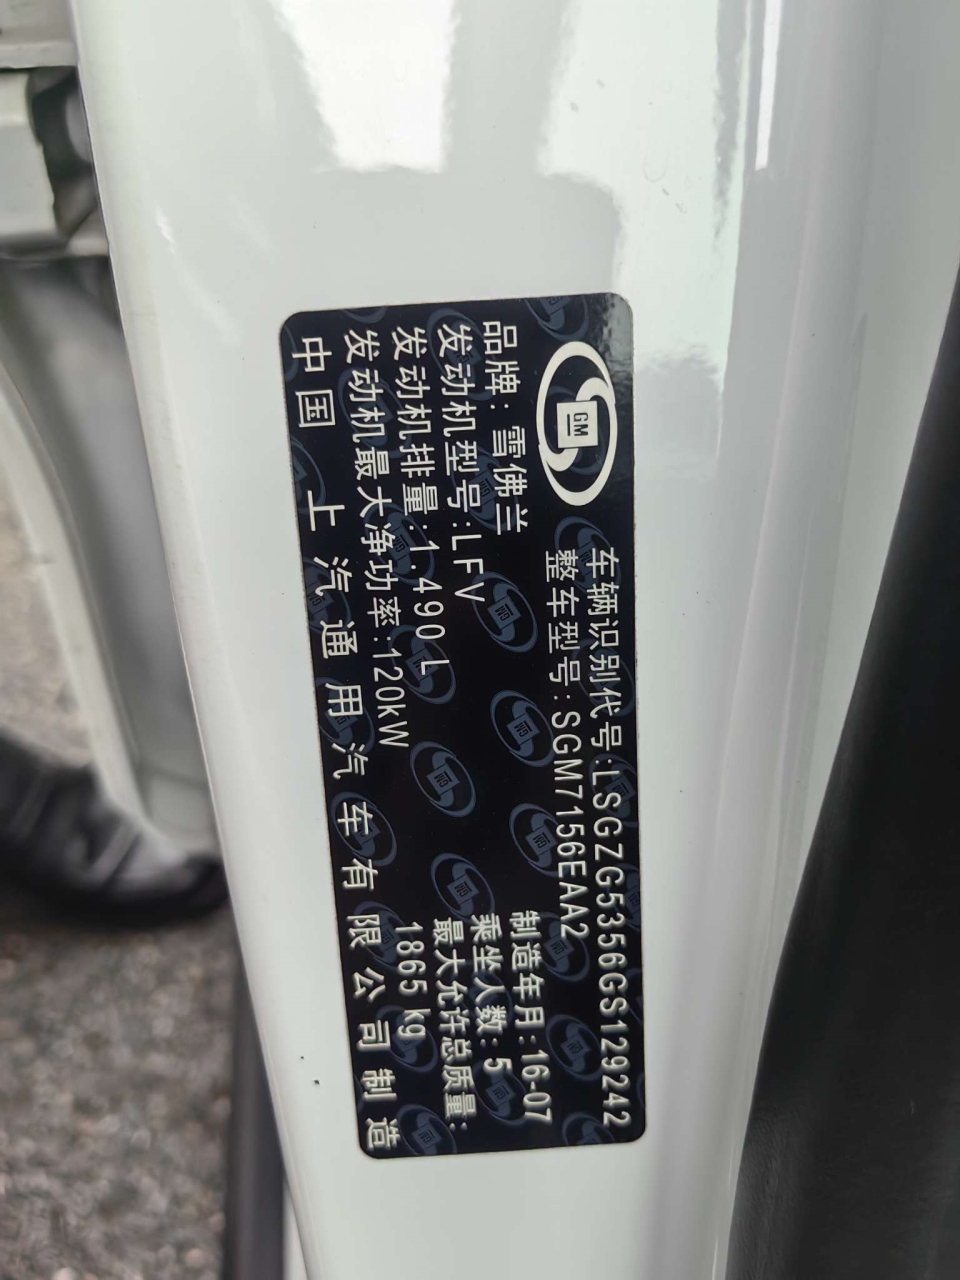 GM
车辆识别代号:LSGZG5356GS129242
整车型号:SGM7156EAA2
品牌:雪佛兰
制造年月:16-07
发动机型号:LFV
乘坐人数:5
发动机排量:1.490 L
最大允许总质量:
发动机最大净功率:120kW
1865 kg
中国 上汽通用汽车有限公司制造